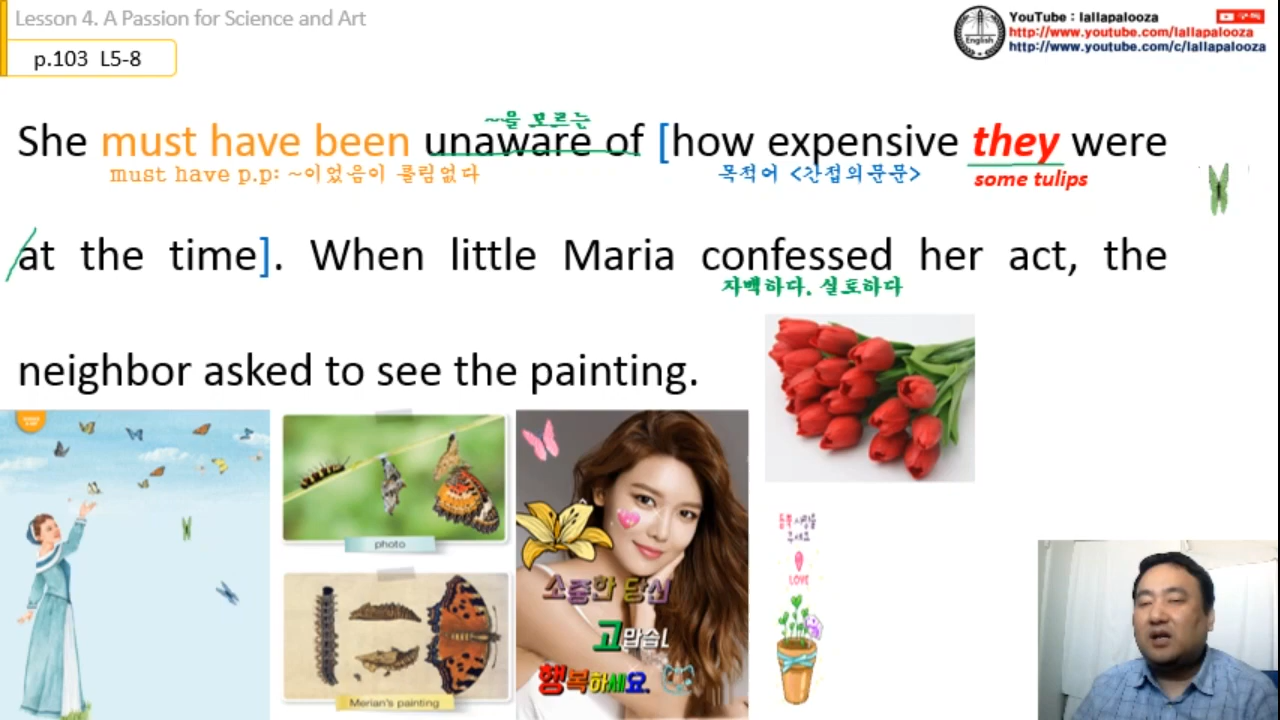 Lesson 4. A Passion for Science and Art
p.103 L5-8
YouTube : lallapalooza
구독
http://www.youtube.com/lallapalooza
http://www.youtube.com/c/lallapalooza
English
~~을 모르는
She must have been unaware of [how expensive they were
must have p.p: ~이었음이 틀림없다
목적어 <간접의문문>
some tulips
at the time]. When little Maria confessed her act, the
자백하다. 실토하다
neighbor asked to see the painting.
photo
Merian's painting
소중한 당신
고맙습니
행복하세요.
LOVE